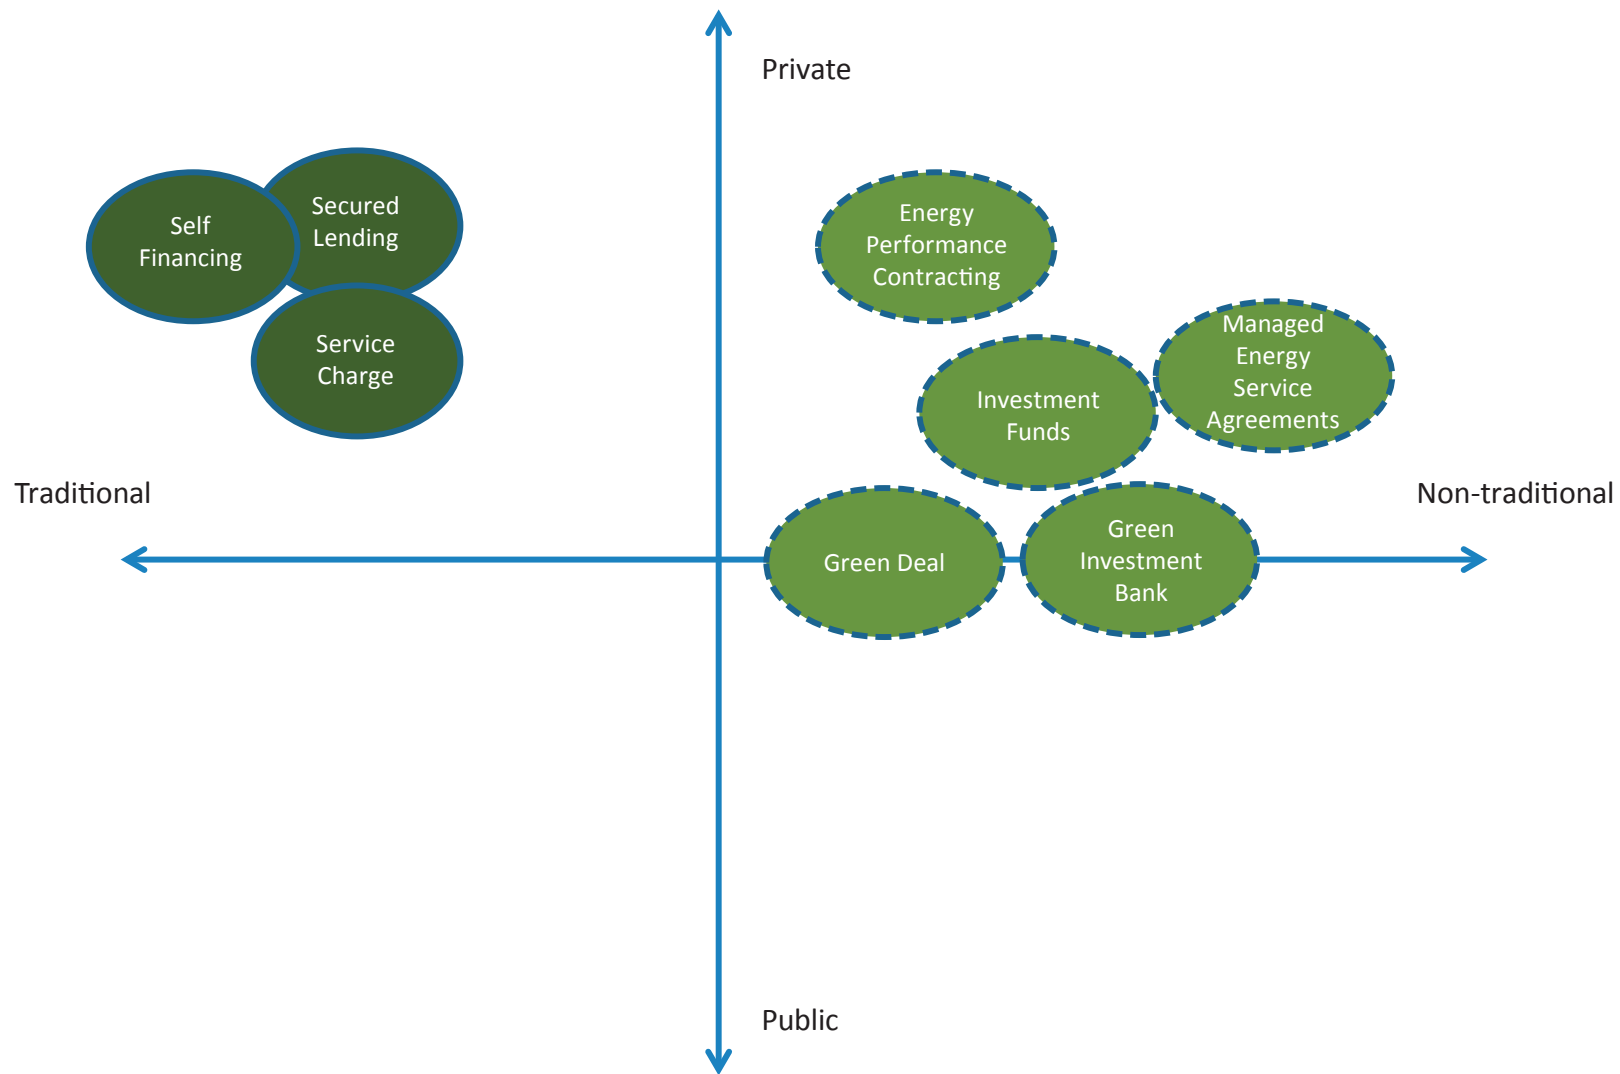 Private
Self
Financing
Secured
Lending
Service
Charge
Energy
Performance
Contracting
Managed
Energy
Service
Agreements
Investment
Funds
Traditional
Non-traditional
Green Deal
Green
Investment
Bank
Public